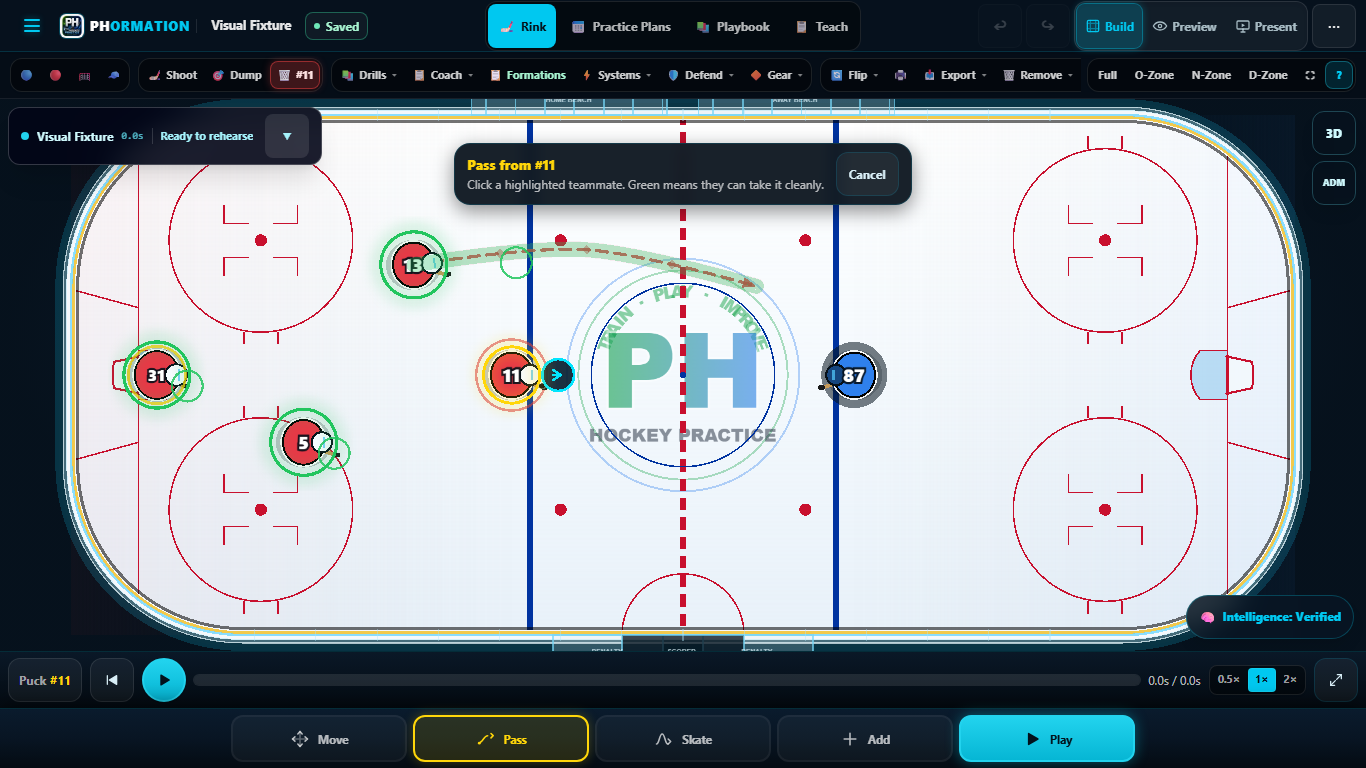 PH PHORMATION Visual Fixture Saved Rink Practice Plans Playbook Teach Build Preview Present ...
Shoot Dump #11 Drills Coach Formations Systems Defend Gear Flip Export Remove Full O-Zone N-Zone D-Zone ?
HOME BENCH AWAY BENCH
Visual Fixture 0.0s Ready to rehearse
3D
ADM
Pass from #11
Click a highlighted teammate. Green means they can take it cleanly.
Cancel
13
TRAIN · PLAY · IMPROVE
PH
31
11
87
HOCKEY PRACTICE
5
Intelligence: Verified
Puck #11 0.0s / 0.0s 0.5× 1× 2×
Move Pass Skate Add Play